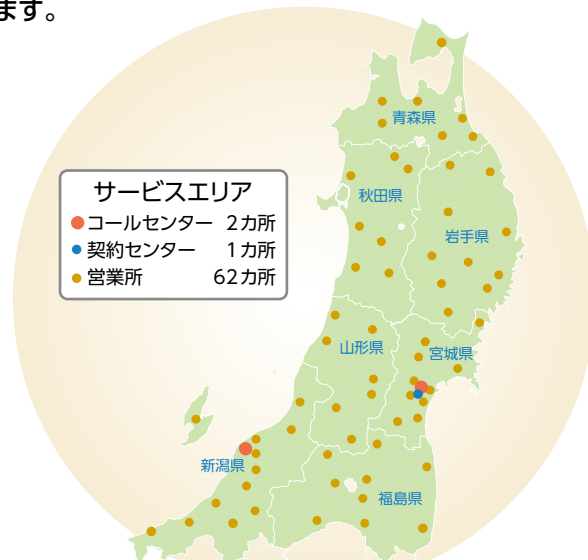 ます。
サービスエリア
コールセンター 2カ所
契約センター 1カ所
営業所 62カ所
青森県
秋田県
岩手県
山形県
宮城県
新潟県
福島県